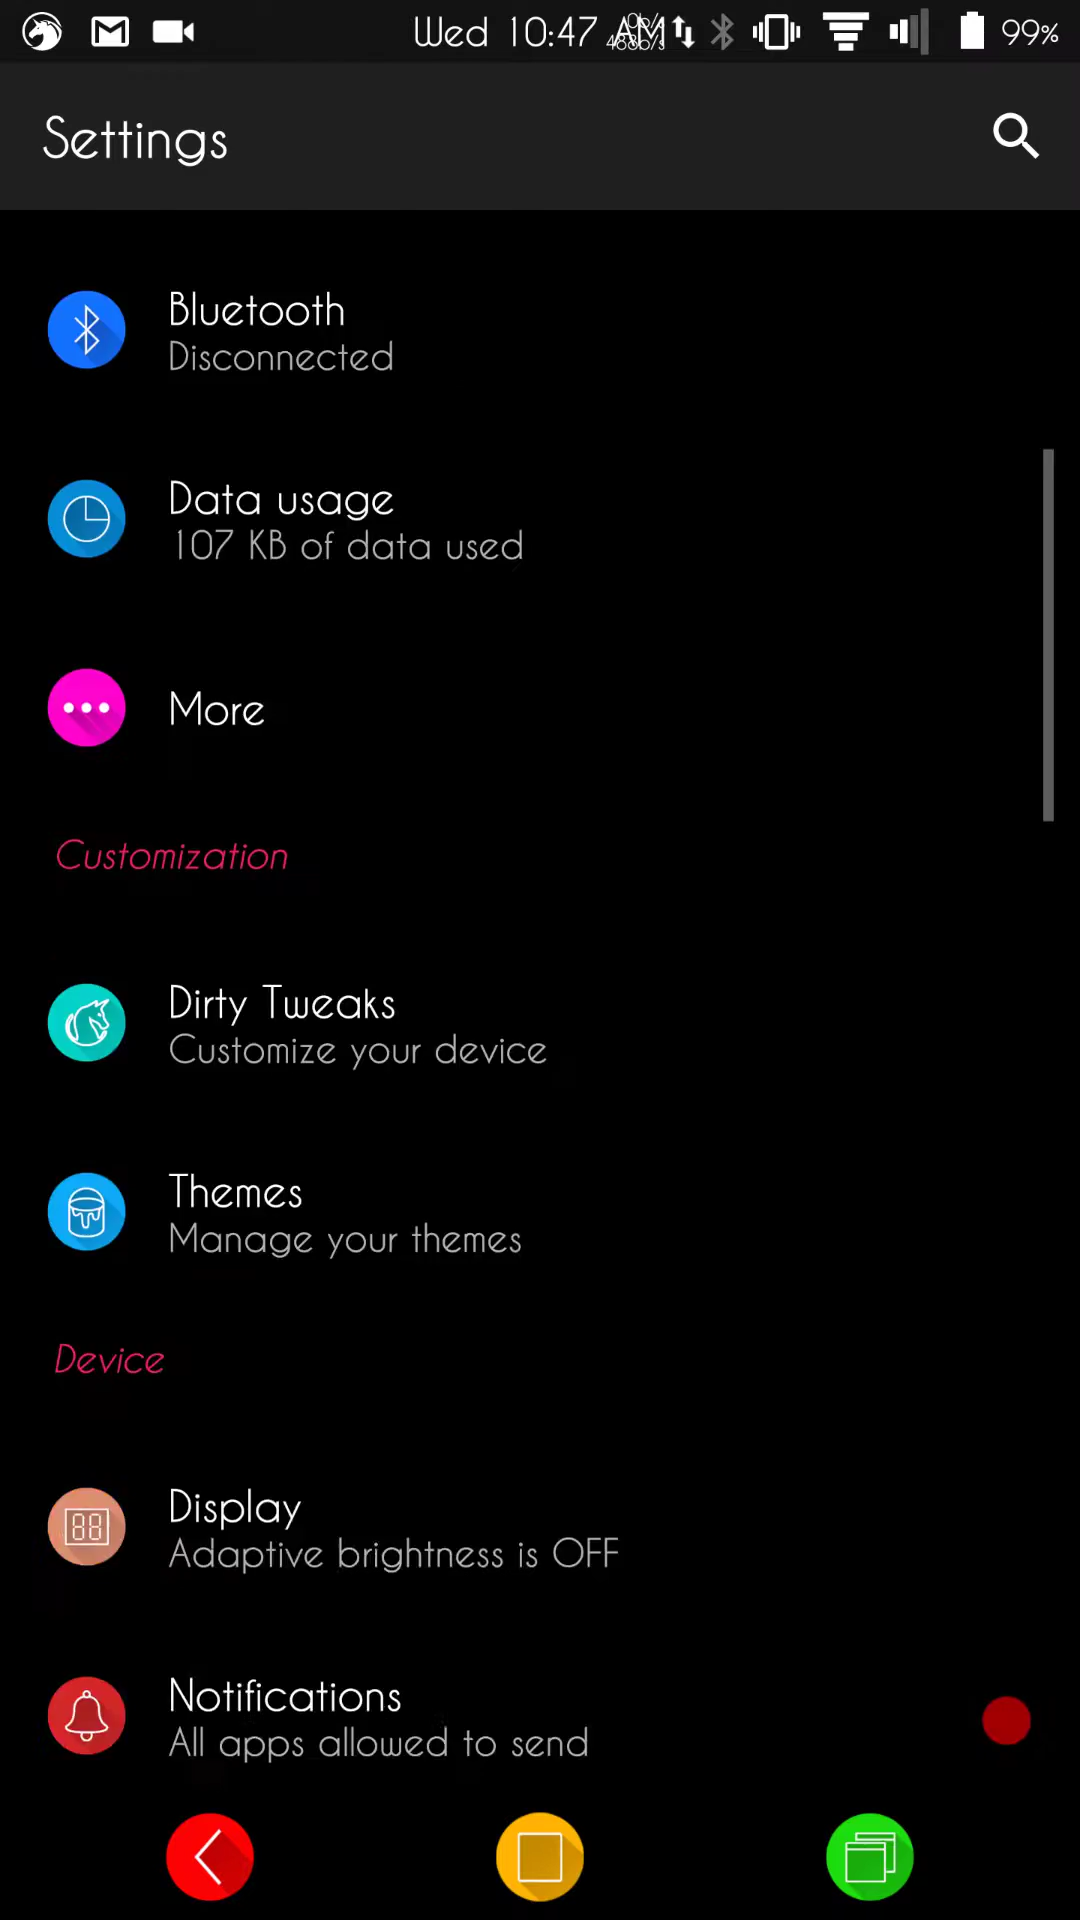 Wed 10:47 AM
99%
Settings
Bluetooth
Disconnected
Data usage
107 KB of data used
More
Customization
Dirty Tweaks
Customize your device
Themes
Manage your themes
Device
Display
Adaptive brightness is OFF
Notifications
All apps allowed to send